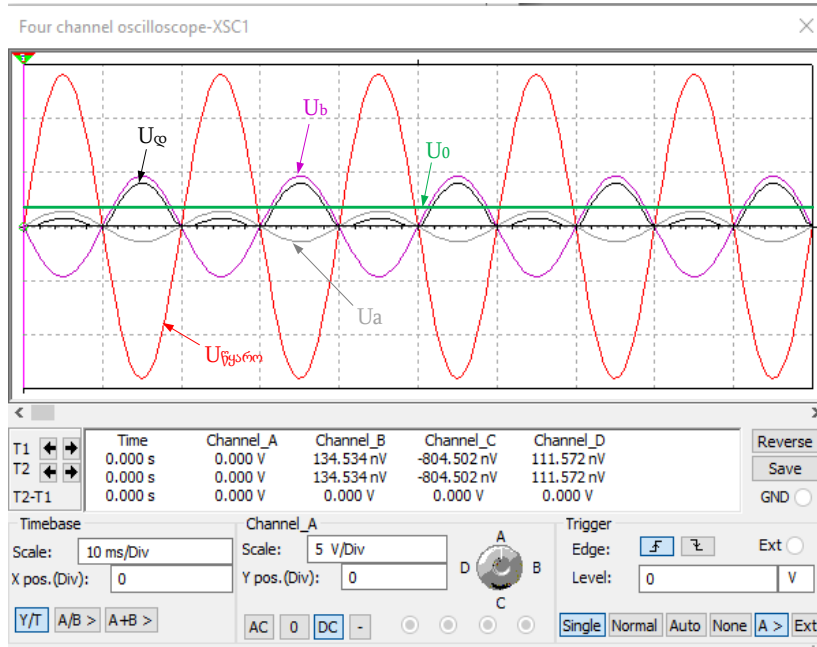 Four channel oscilloscope-XSC1
Uდ
Ub
U0
Ua
Uწყარო
T1
T2
T2-T1
Time Channel_A Channel_B Channel_C Channel_D
0.000 s 0.000 V 134.534 nV -804.502 nV 111.572 nV
0.000 s 0.000 V 134.534 nV -804.502 nV 111.572 nV
0.000 s 0.000 V 0.000 V 0.000 V 0.000 V
Reverse
Save
GND
Timebase
Scale: 10 ms/Div
X pos.(Div): 0
Y/T A/B > A+B >
Channel_A
Scale: 5 V/Div
Y pos.(Div): 0
AC 0 DC -
A
D B
C
Trigger
Edge: Ext
Level: 0 V
Single Normal Auto None A > Ext